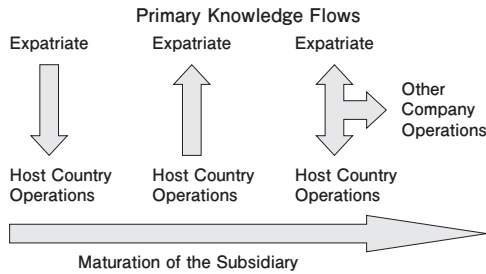 Primary Knowledge Flows
Expatriate
Expatriate
Expatriate
Other
Company
Operations
Host Country
Operations
Host Country
Operations
Host Country
Operations
Maturation of the Subsidiary